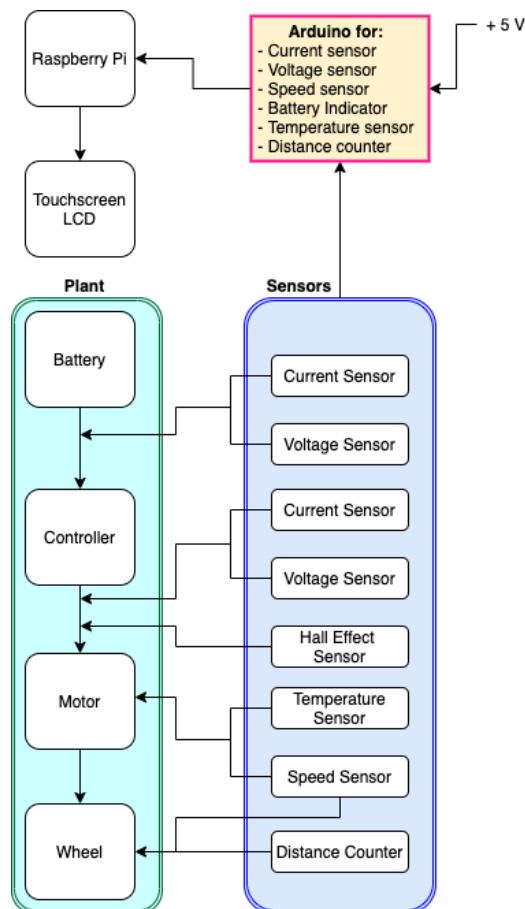 Raspberry Pi
Arduino for:
- Current sensor
- Voltage sensor
- Speed sensor
- Battery Indicator
- Temperature sensor
- Distance counter
+ 5 V
Touchscreen
LCD
Plant
Sensors
Battery
Current Sensor
Voltage Sensor
Controller
Current Sensor
Voltage Sensor
Hall Effect
Sensor
Motor
Temperature
Sensor
Speed Sensor
Wheel
Distance Counter